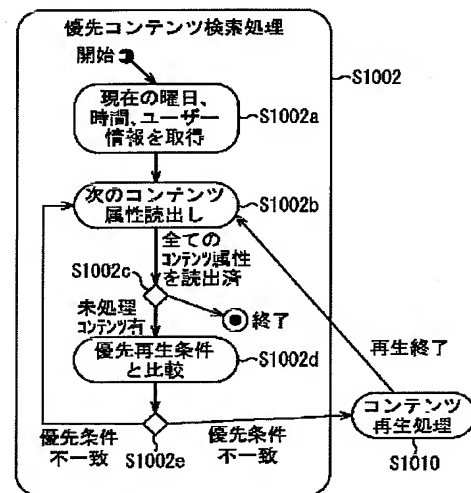 優先コンテンツ検索処理
開始
S1002
現在の曜日、
時間、ユーザー
情報を取得
S1002a
次のコンテンツ
属性読出し
S1002b
全ての
コンテンツ属性
を読出済
S1002c
未処理
コンテンツ有
終了
優先再生条件
と比較
S1002d
再生終了
コンテンツ
再生処理
S1010
優先条件
不一致
S1002e
優先条件
不一致